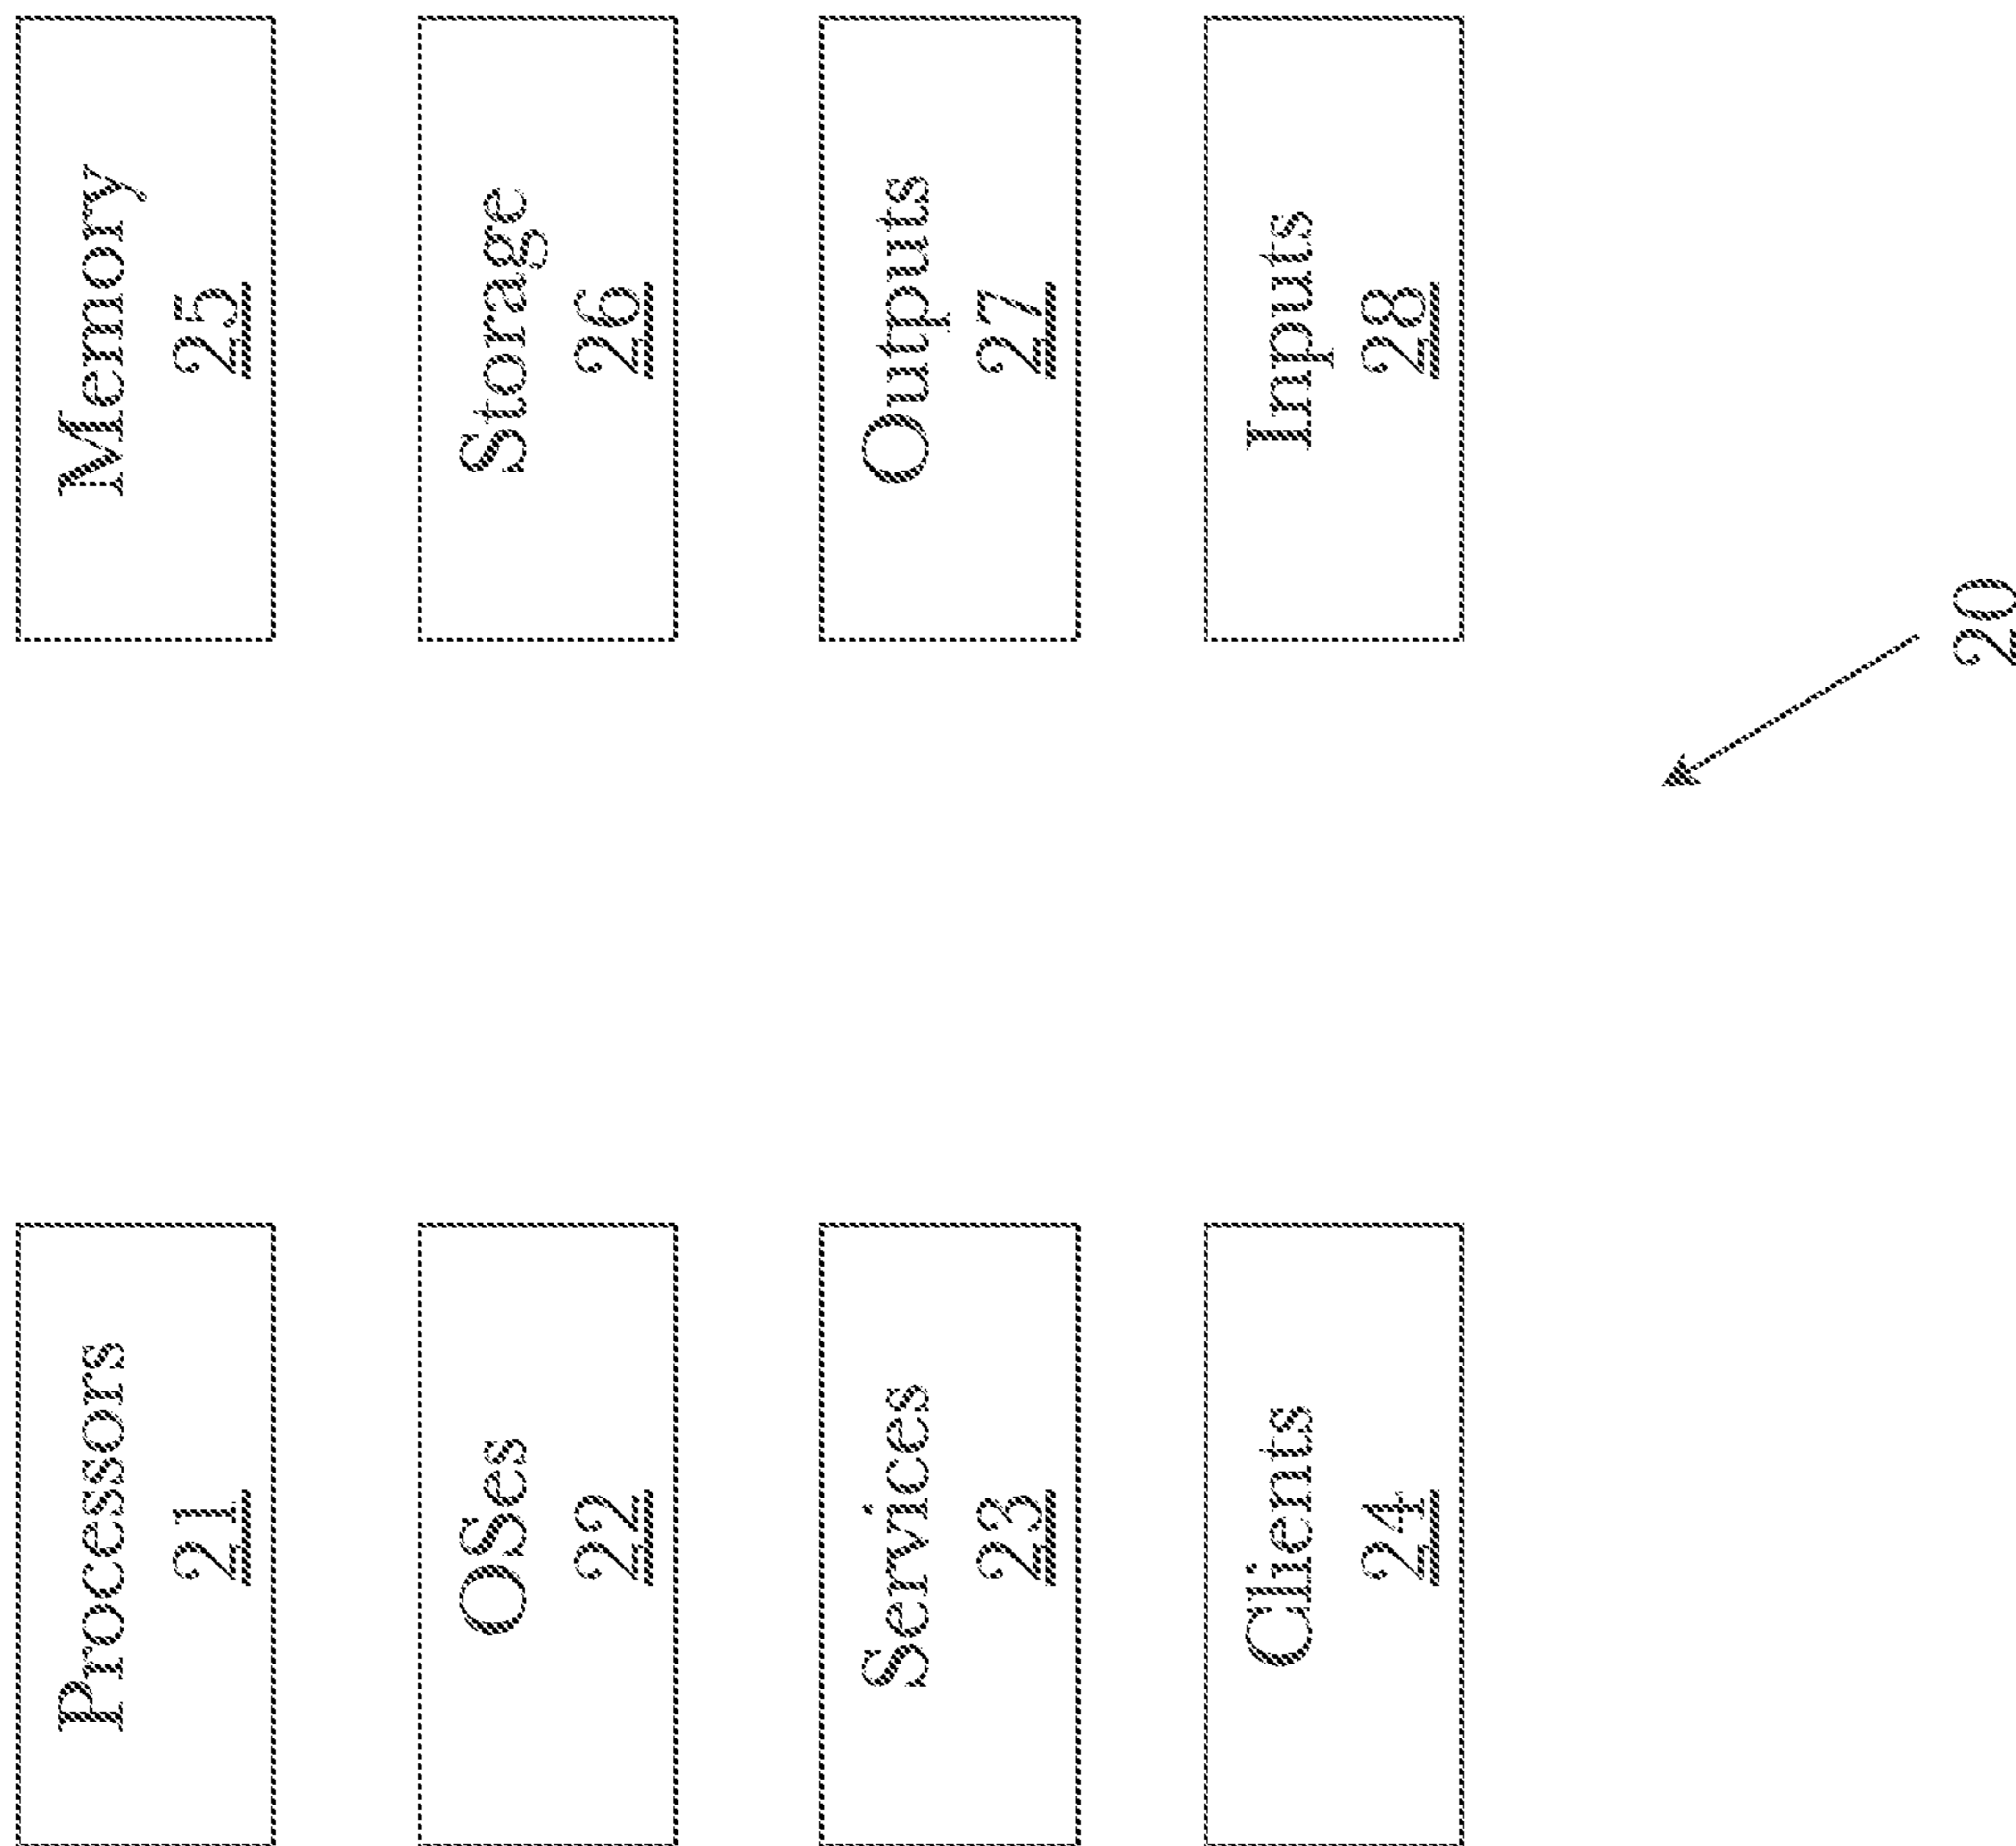 Processors
21
OSes
22
Services
23
Clients
24
Memory
25
Storage
26
Outputs
27
Inputs
28
20